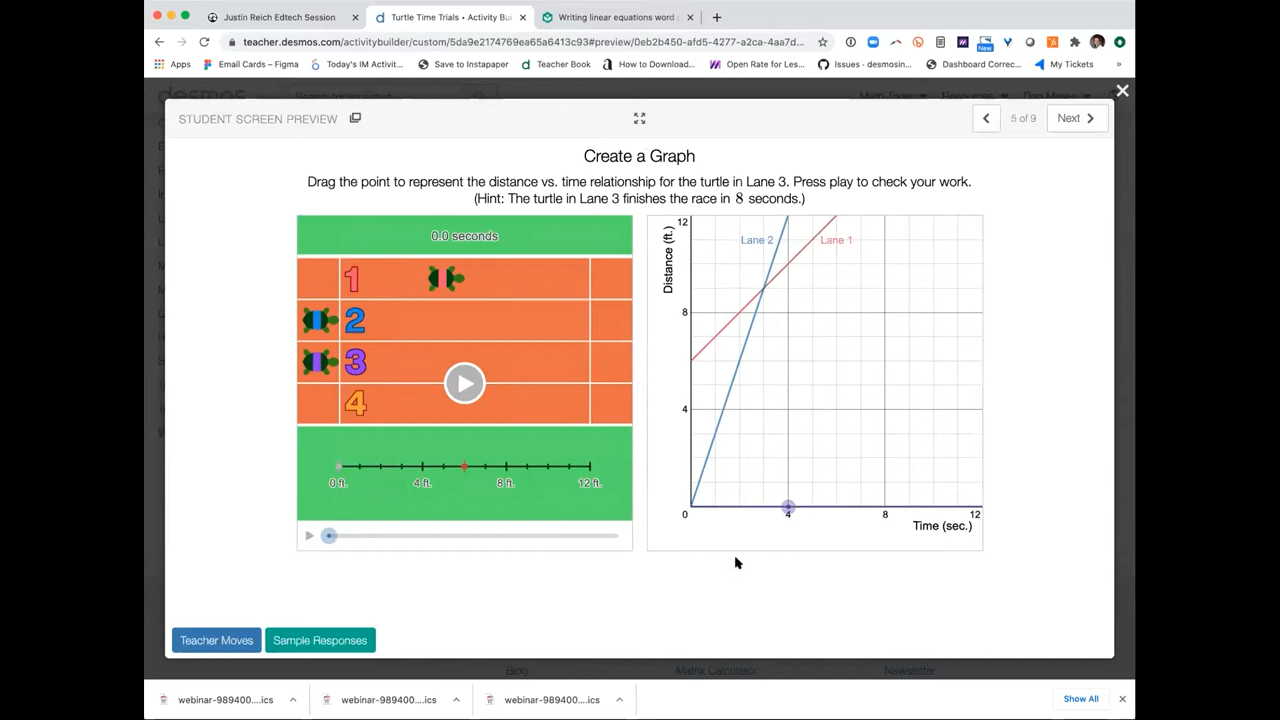 Justin Reich Edtech Session
Turtle Time Trials • Activity Bui
Writing linear equations word
teacher.desmos.com/activitybuilder/custom/5da9e2174769ea65a6413c93#preview/0eb2b450-afd5-4277-a2ca-4aa7d...
New
Apps
Email Cards – Figma
Today's IM Activit...
Save to Instapaper
Teacher Book
How to Download...
Open Rate for Les...
Issues · desmosin...
Dashboard Correc...
My Tickets
»
desmos
STUDENT SCREEN PREVIEW
5 of 9
Next
Create a Graph
Drag the point to represent the distance vs. time relationship for the turtle in Lane 3. Press play to check your work.
(Hint: The turtle in Lane 3 finishes the race in 8 seconds.)
0.0 seconds
1
2
3
4
0 ft.
4 ft.
8 ft.
12 ft.
12
Distance (ft.)
Lane 2
Lane 1
8
4
0
4
8
12
Time (sec.)
Teacher Moves
Sample Responses
Bing
Matrix Calculator
Newsletter
webinar-989400....ics
webinar-989400....ics
webinar-989400....ics
Show All